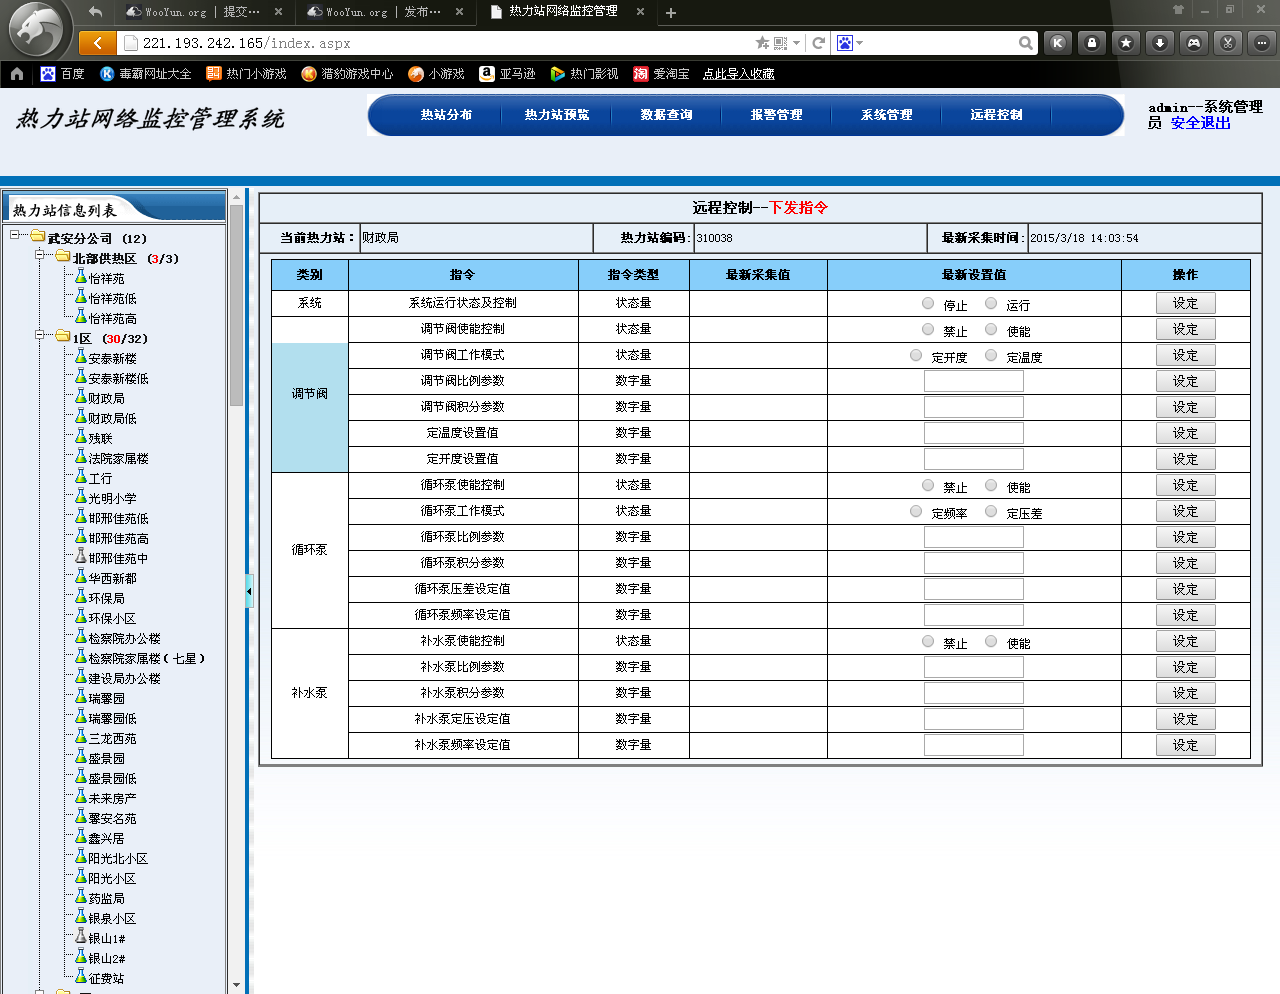 WooYun.org | 提交…
WooYun.org | 发布…
热力站网络监控管理
221.193.242.165/index.aspx
百度 毒霸网址大全 热门小游戏 猎豹游戏中心 小游戏 亚马逊 热门影视 爱淘宝 点此导入收藏
热力站网络监控管理系统
热站分布 热力站预览 数据查询 报警管理 系统管理 远程控制
admin--系统管理员 安全退出
热力站信息列表
武安分公司 (12)
北部供热区 (3/3)
怡祥苑
怡祥苑低
怡祥苑高
1区 (30/32)
安泰新楼
安泰新楼低
财政局
财政局低
残联
法院家属楼
工行
光明小学
邯邢佳苑低
邯邢佳苑高
邯邢佳苑中
华西新都
环保局
环保小区
检察院办公楼
检察院家属楼(七星)
建设局办公楼
瑞馨园
瑞馨园低
三龙西苑
盛景园
盛景园低
未来房产
馨安名苑
鑫兴居
阳光北小区
阳光小区
药监局
银泉小区
银山1#
银山2#
征费站
远程控制--下发指令
当前热力站: 财政局 热力站编码: 310038 最新采集时间: 2015/3/18 14:03:54
类别 指令 指令类型 最新采集值 最新设置值 操作
系统 系统运行状态及控制 状态量 停止 运行 设定
调节阀使能控制 状态量 禁止 使能 设定
调节阀工作模式 状态量 定开度 定温度 设定
调节阀比例参数 数字量 设定
调节阀
调节阀积分参数 数字量 设定
定温度设置值 数字量 设定
定开度设置值 数字量 设定
循环泵使能控制 状态量 禁止 使能 设定
循环泵工作模式 状态量 定频率 定压差 设定
循环泵比例参数 数字量 设定
循环泵
循环泵积分参数 数字量 设定
循环泵压差设定值 数字量 设定
循环泵频率设定值 数字量 设定
补水泵使能控制 状态量 禁止 使能 设定
补水泵比例参数 数字量 设定
补水泵 补水泵积分参数 数字量 设定
补水泵定压设定值 数字量 设定
补水泵频率设定值 数字量 设定